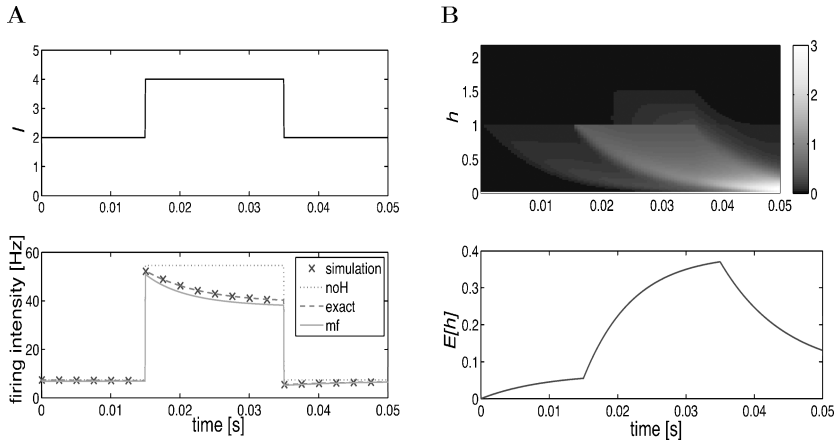 A
B
5
4
3
2
1
0
I
0 0.01 0.02 0.03 0.04 0.05
2
1.5
1
0.5
0
h
0.01 0.02 0.03 0.04 0.05
3
2
1
0
60
40
20
0
firing intensity [Hz]
simulation
noH
exact
mf
0 0.01 0.02 0.03 0.04 0.05
time [s]
0.4
0.3
0.2
0.1
0
E[h]
0 0.01 0.02 0.03 0.04 0.05
time [s]